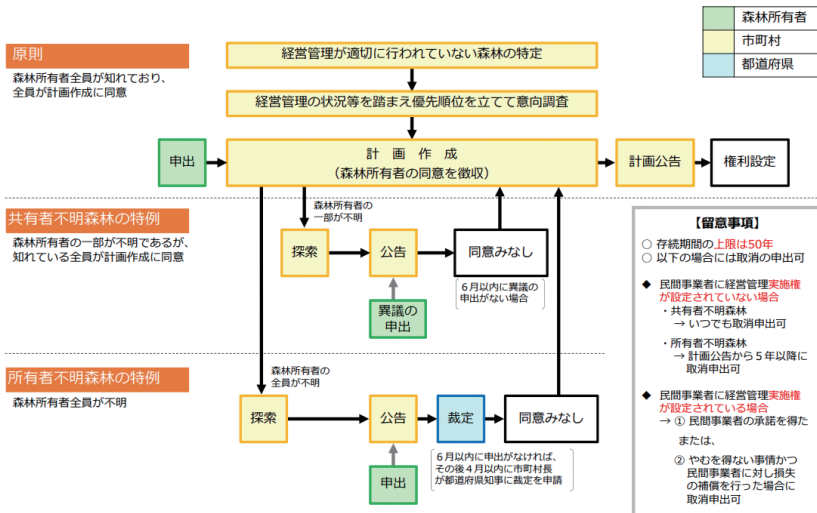 森林所有者
市町村
都道府県
原則
森林所有者全員が知れており、
全員が計画作成に同意
経営管理が適切に行われていない森林の特定
経営管理の状況等を踏まえ優先順位を立てて意向調査
申出
計 画 作 成
(森林所有者の同意を徴収)
計画公告
権利設定
共有者不明森林の特例
森林所有者の一部が不明であるが、
知れている全員が計画作成に同意
森林所有者の
一部が不明
探索
公告
同意みなし
6月以内に異議の
申出がない場合
異議の
申出
所有者不明森林の特例
森林所有者全員が不明
森林所有者の
全員が不明
探索
公告
裁定
同意みなし
6月以内に申出がなければ、
その後4月以内に市町村長
が都道府県知事に裁定を申請
申出
【留意事項】
○ 存続期間の上限は50年
○ 以下の場合には取消の申出可
◆ 民間事業者に経営管理実施権
が設定されていない場合
・共有者不明森林
→ いつでも取消申出可
・所有者不明森林
→ 計画公告から5年以降に
取消申出可
◆ 民間事業者に経営管理実施権
が設定されている場合
→ ① 民間事業者の承諾を得た
または、
② やむを得ない事情かつ
民間事業者に対し損失
の補償を行った場合に
取消申出可